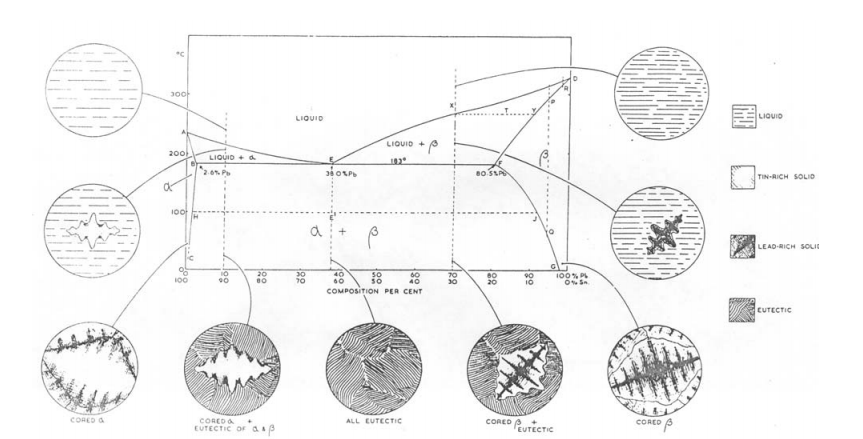 °C
300
200
100
0
LIQUID
A
B
C
D
E
F
G
H
E'
J
P
Q
R
T
X
Y
LIQUID + α
LIQUID + β
183°
2.6%Pb
38.0%Pb
80.5%Pb
α
β
α + β
0 10 20 30 40 50 60 70 80 90 100 % Pb
100 90 80 70 60 50 40 30 20 10 0 % Sn.
COMPOSITION PER CENT
LIQUID
TIN-RICH SOLID
LEAD-RICH SOLI
EUTECTIC
CORED α
CORED α +
EUTECTIC OF α & β
ALL EUTECTIC
CORED β +
EUTECTIC
CORED β